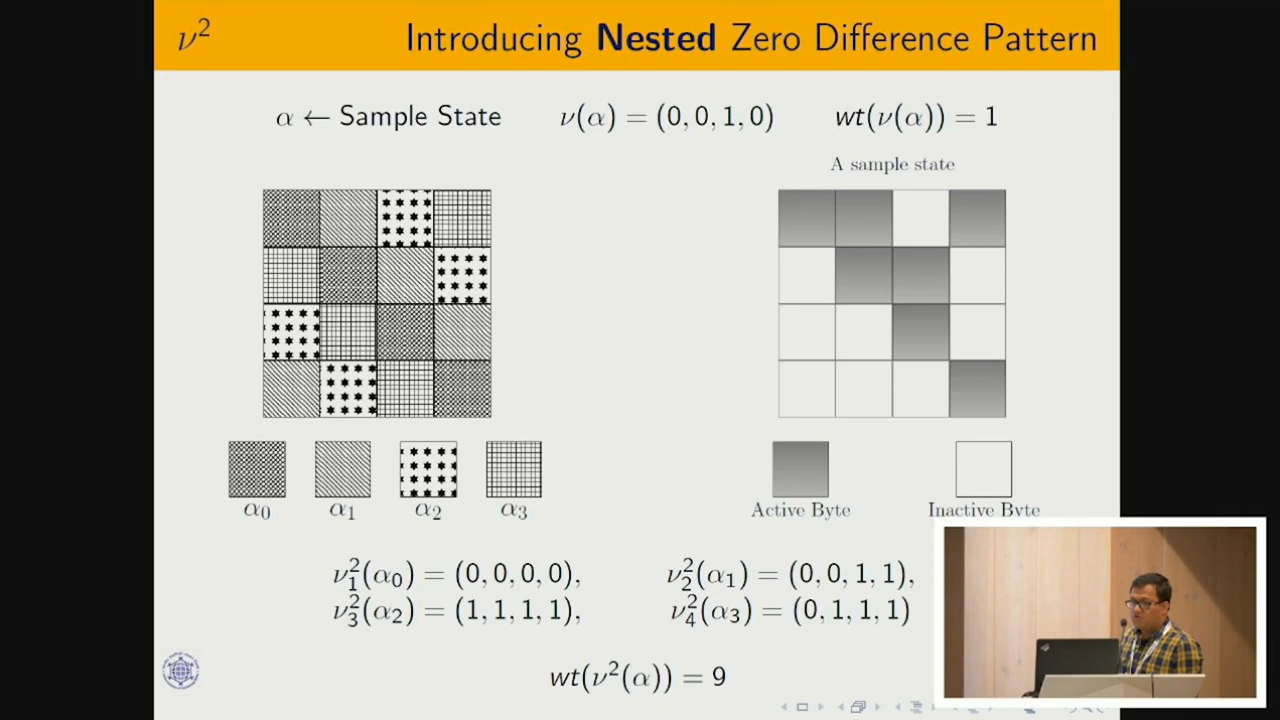 ν² Introducing Nested Zero Difference Pattern
α ← Sample State ν(α) = (0, 0, 1, 0) wt(ν(α)) = 1
A sample state
α₀ α₁ α₂ α₃ Active Byte Inactive Byte
ν²₁(α₀) = (0, 0, 0, 0), ν²₂(α₁) = (0, 0, 1, 1),
ν²₃(α₂) = (1, 1, 1, 1), ν²₄(α₃) = (0, 1, 1, 1)
wt(ν²(α)) = 9